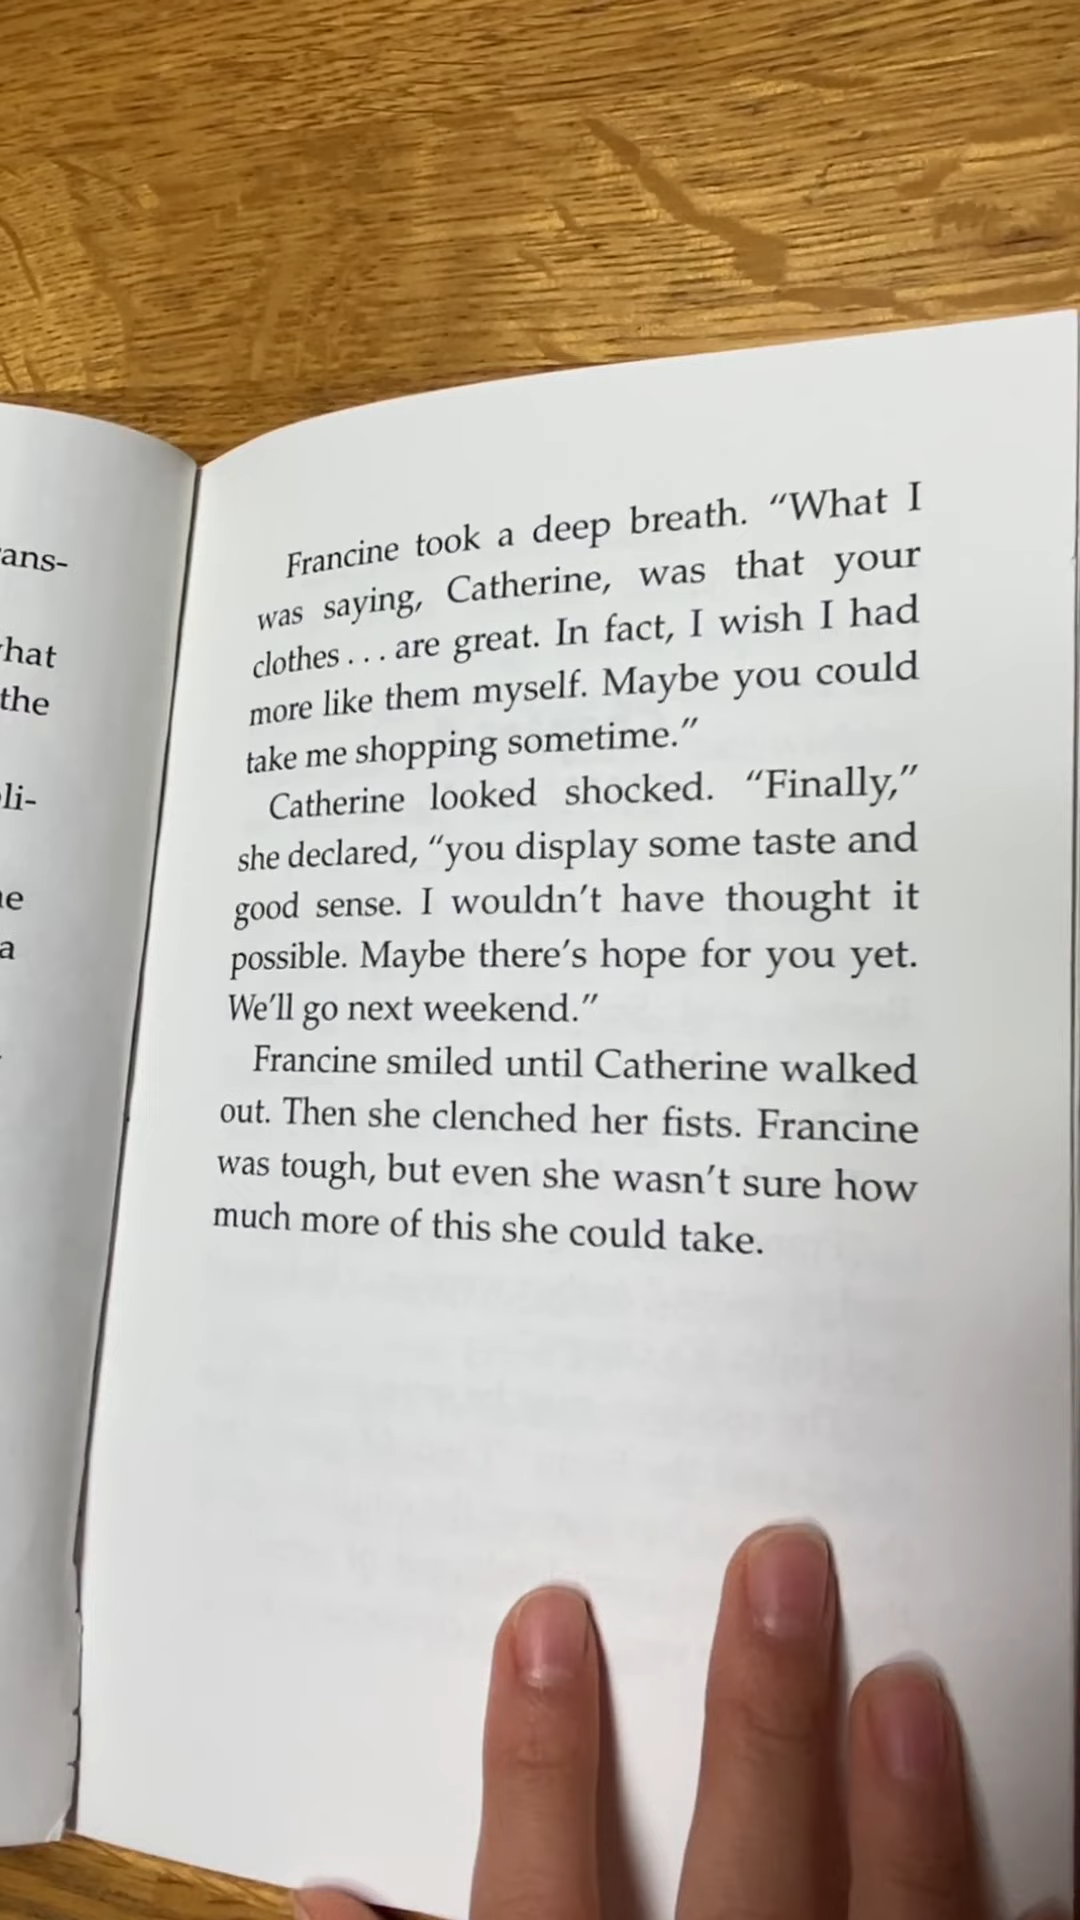 ans-
hat
the
li-
e
a
Francine took a deep breath. “What I
was saying, Catherine, was that your
clothes . . . are great. In fact, I wish I had
more like them myself. Maybe you could
take me shopping sometime.”
Catherine looked shocked. “Finally,”
she declared, “you display some taste and
good sense. I wouldn’t have thought it
possible. Maybe there’s hope for you yet.
We’ll go next weekend.”
Francine smiled until Catherine walked
out. Then she clenched her fists. Francine
was tough, but even she wasn’t sure how
much more of this she could take.